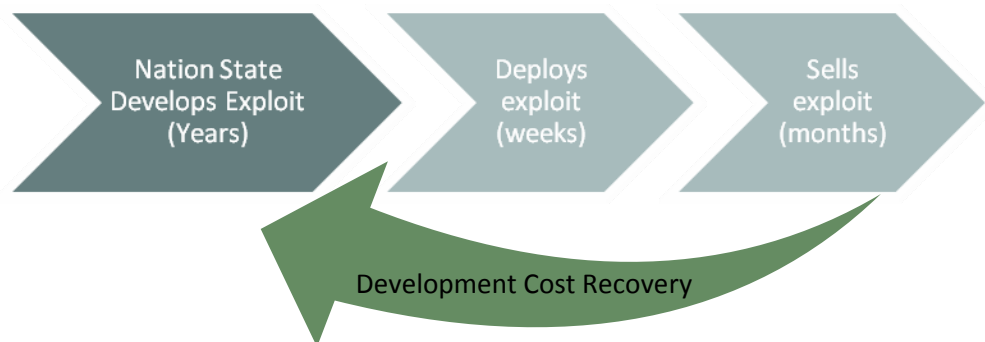 Nation State
Develops Exploit
(Years)
Deploys
exploit
(weeks)
Sells
exploit
(months)
Development Cost Recovery